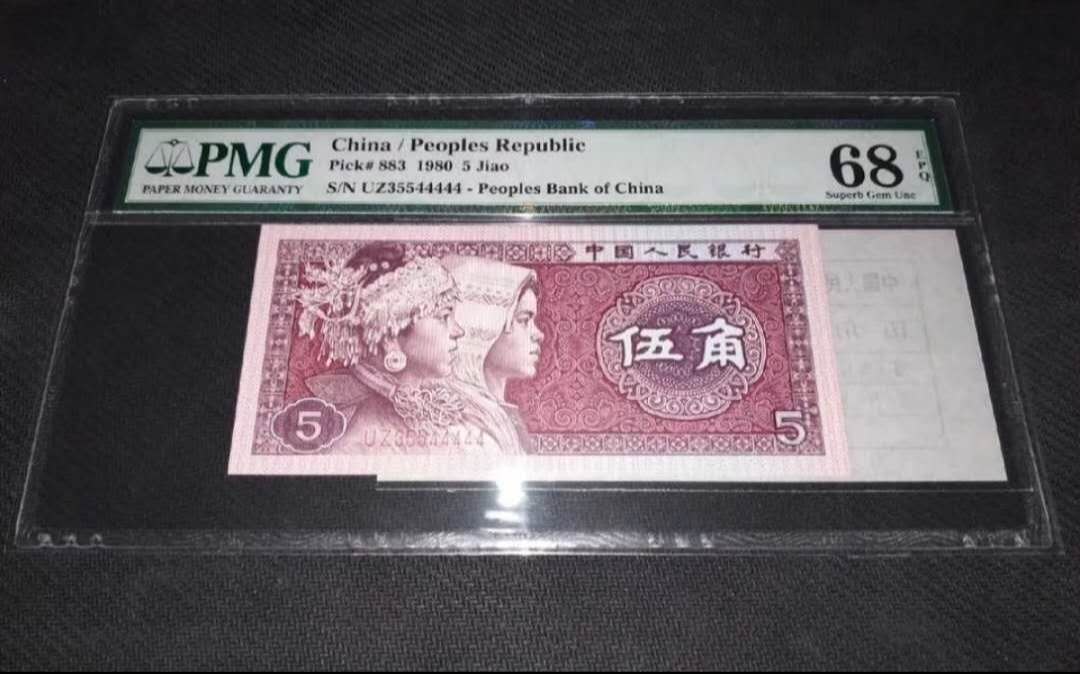 PMG
PAPER MONEY GUARANTY
China / Peoples Republic
Pick# 883 1980 5 Jiao
S/N UZ35544444 - Peoples Bank of China
68
EPQ
Superb Gem Unc
中国人民银行
伍角
5
UZ35544444
5